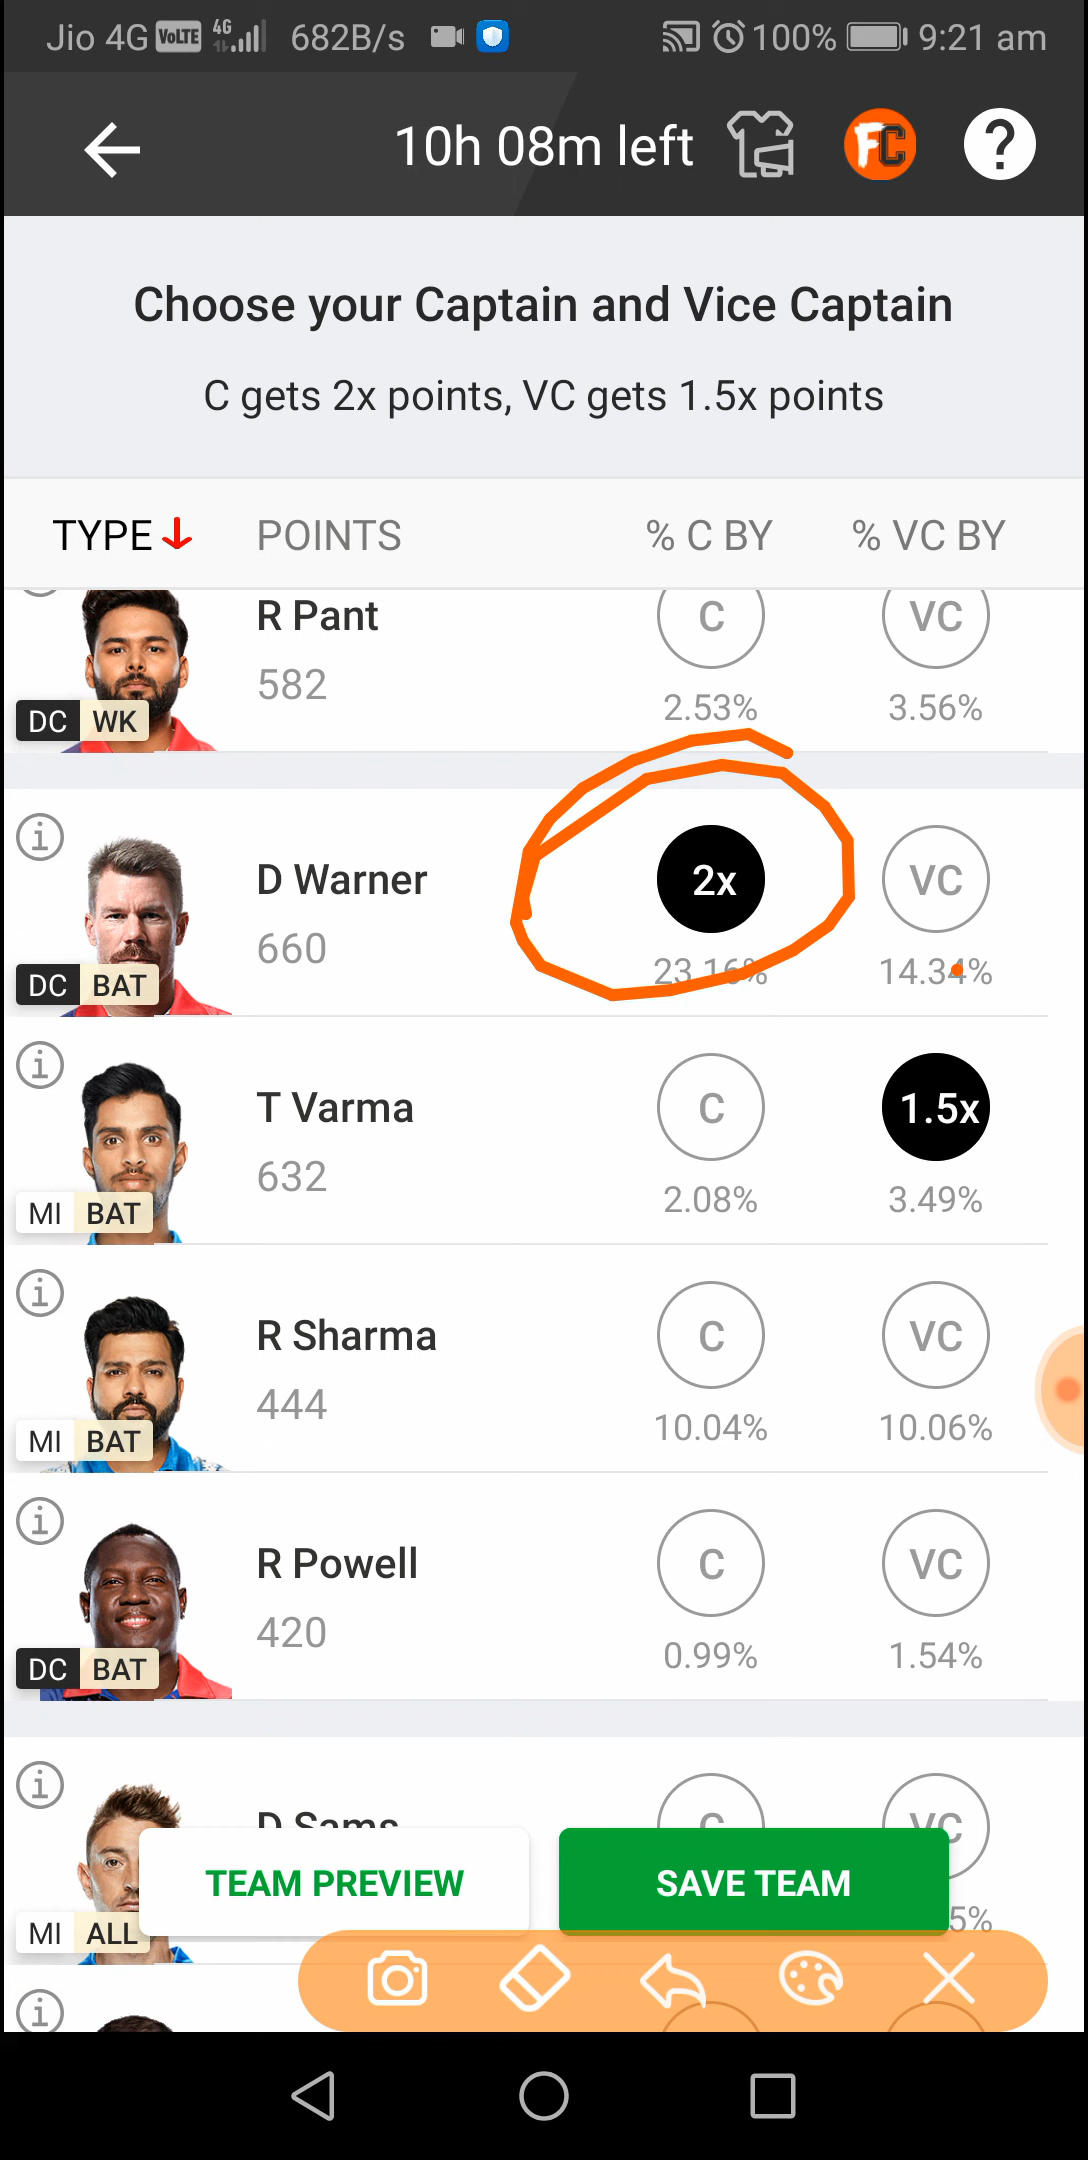 Jio 4G VoLTE 4G 682B/s 100% 9:21 am
10h 08m left FC ?
Choose your Captain and Vice Captain
C gets 2x points, VC gets 1.5x points
TYPE POINTS % C BY % VC BY
R Pant C VC
582
2.53% 3.56%
DC WK
D Warner 2x VC
660
23.16% 14.34%
DC BAT
T Varma C 1.5x
632
2.08% 3.49%
MI BAT
R Sharma C VC
444
10.04% 10.06%
MI BAT
R Powell C VC
420
0.99% 1.54%
DC BAT
D Sams C VC
TEAM PREVIEW SAVE TEAM
5%
MI ALL